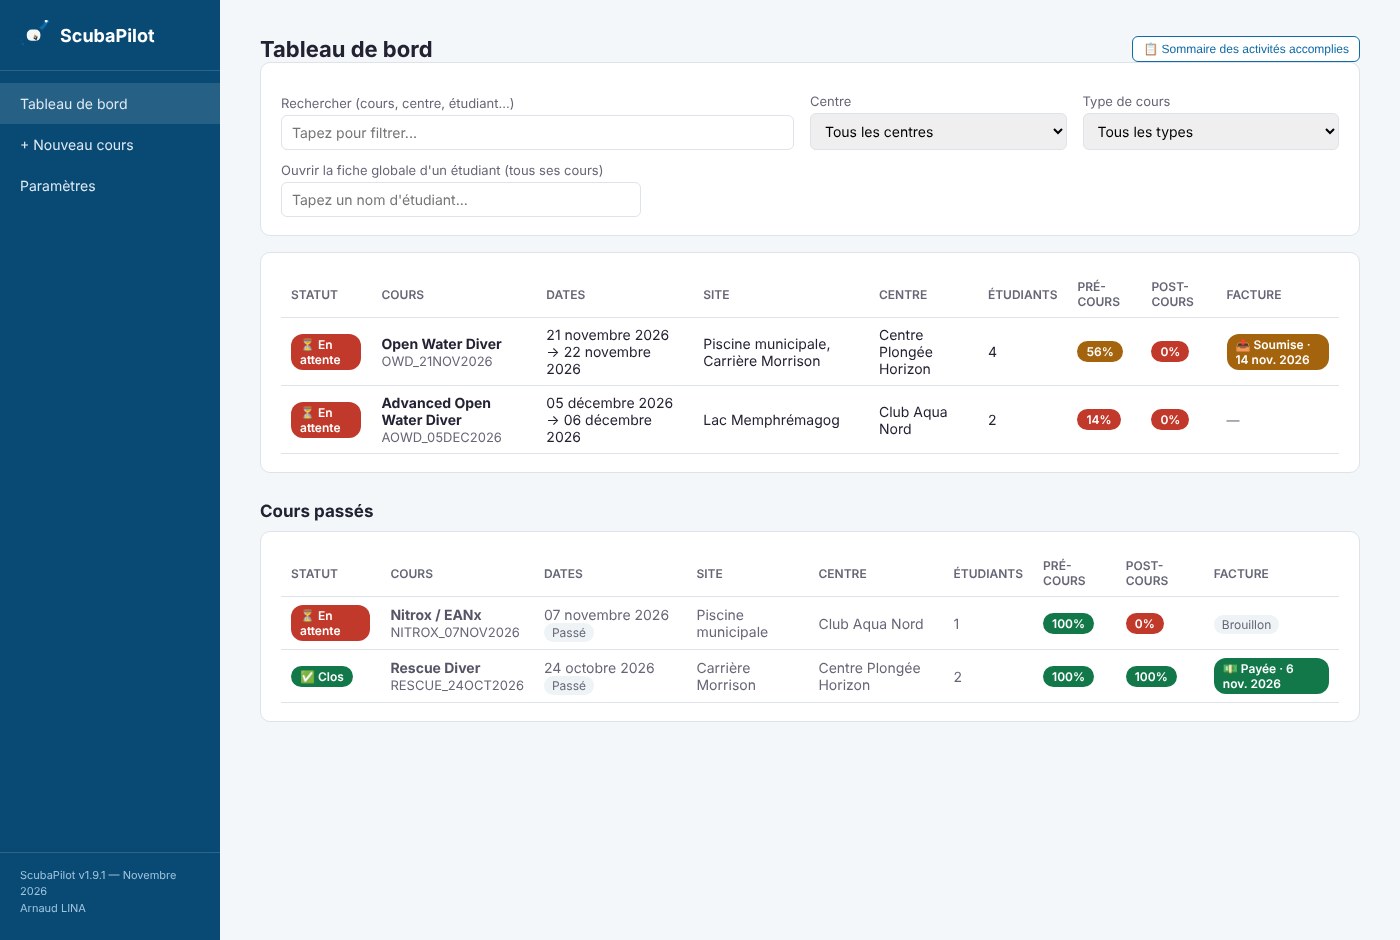 ScubaPilot
Tableau de bord
+ Nouveau cours
Paramètres
ScubaPilot v1.9.1 — Novembre
2026
Arnaud LINA
Tableau de bord
📋 Sommaire des activités accomplies
Rechercher (cours, centre, étudiant...)
Centre
Type de cours
Tapez pour filtrer...
Tous les centres
Tous les types
Ouvrir la fiche globale d'un étudiant (tous ses cours)
Tapez un nom d'étudiant...
STATUT COURS DATES SITE CENTRE ÉTUDIANTS PRÉ- POST- FACTURE
COURS COURS
⏳ En
attente
Open Water Diver
OWD_21NOV2026
21 novembre 2026
→ 22 novembre
2026
Piscine municipale,
Carrière Morrison
Centre
Plongée
Horizon
4
56%
0%
📤 Soumise ·
14 nov. 2026
⏳ En
attente
Advanced Open
Water Diver
AOWD_05DEC2026
05 décembre 2026
→ 06 décembre
2026
Lac Memphrémagog
Club Aqua
Nord
2
14%
0%
—
Cours passés
STATUT COURS DATES SITE CENTRE ÉTUDIANTS PRÉ- POST- FACTURE
COURS COURS
⏳ En
attente
Nitrox / EANx
NITROX_07NOV2026
07 novembre 2026
Passé
Piscine
municipale
Club Aqua Nord
1
100%
0%
Brouillon
✅ Clos
Rescue Diver
RESCUE_24OCT2026
24 octobre 2026
Passé
Carrière
Morrison
Centre Plongée
Horizon
2
100%
100%
💵 Payée · 6
nov. 2026